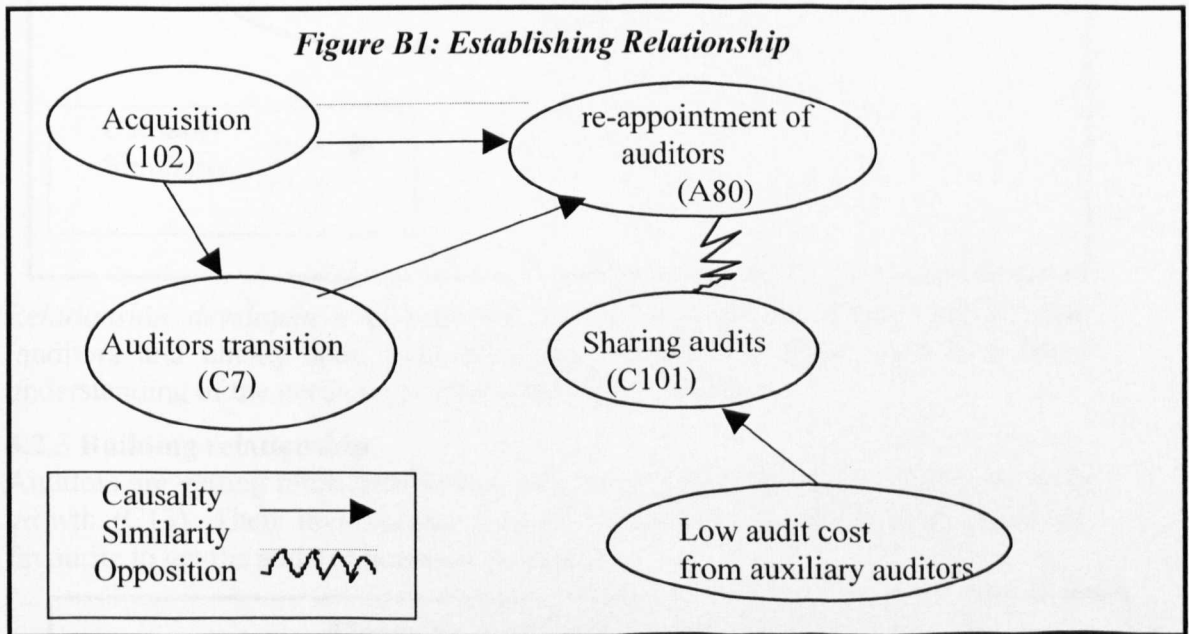 Figure B1: Establishing Relationship
Acquisition
(102)
re-appointment of
auditors
(A80)
Auditors transition
(C7)
Sharing audits
(C101)
Causality
Similarity
Opposition
Low audit cost
from auxiliary auditors